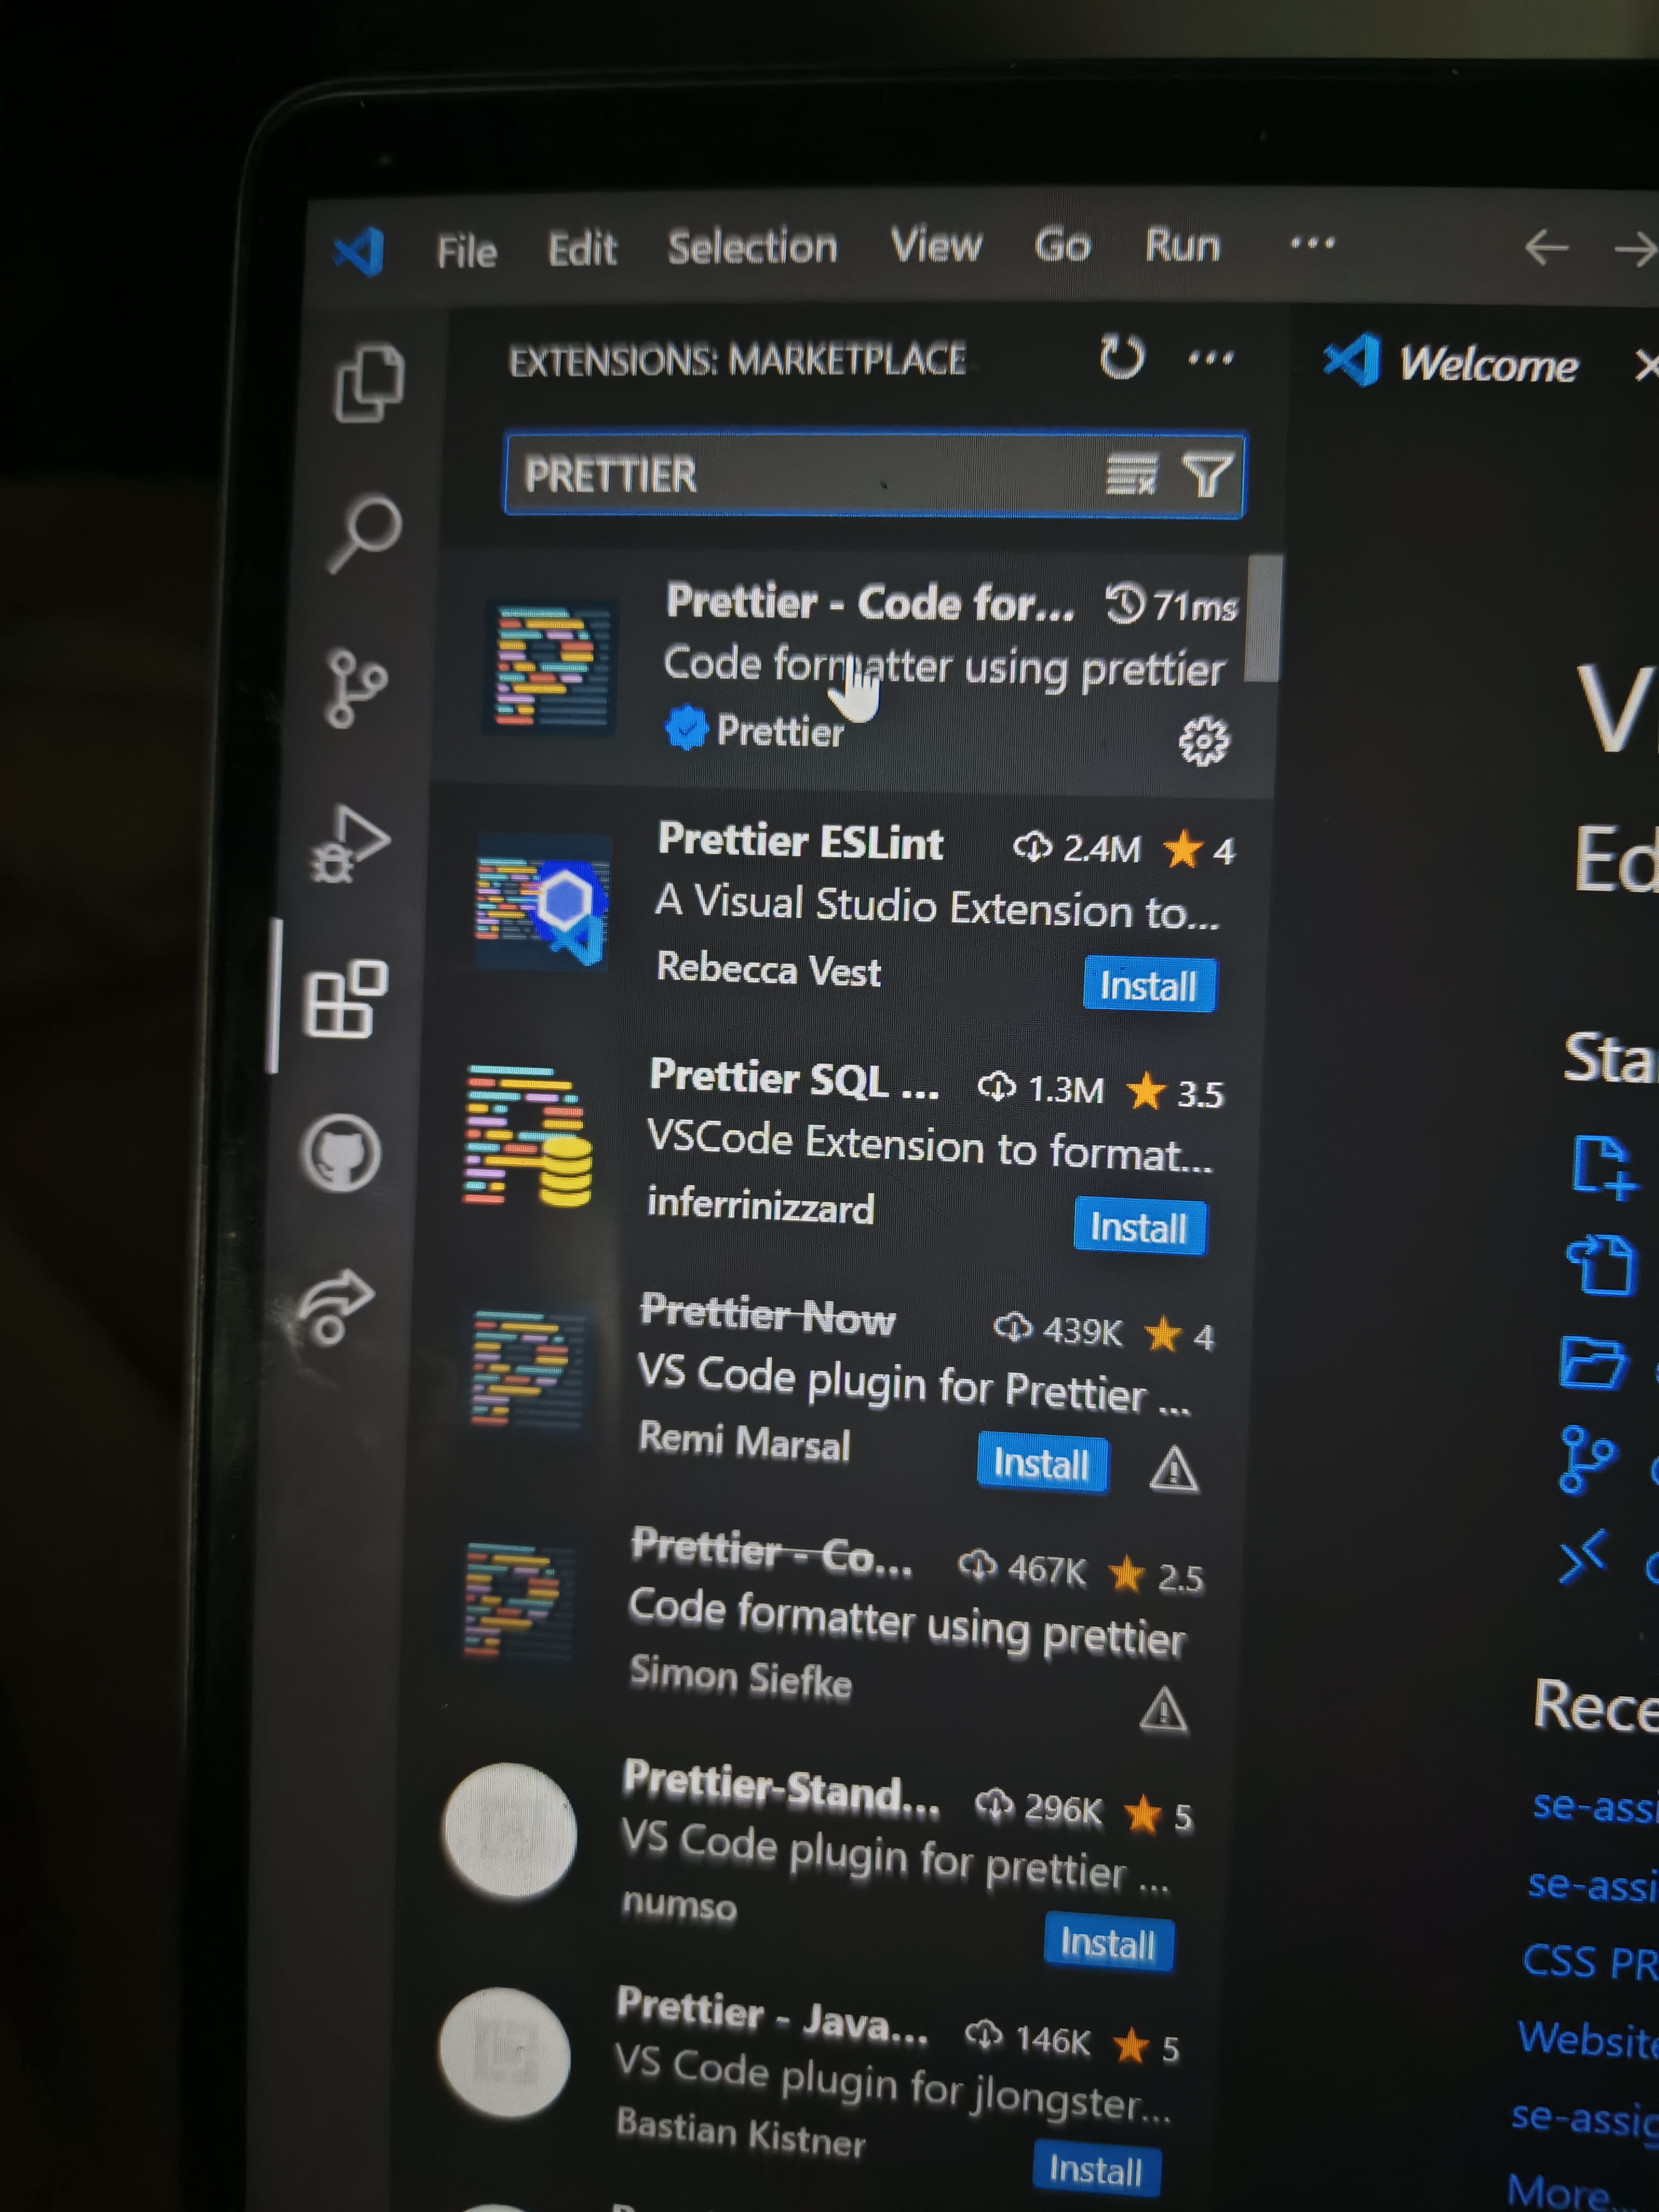 File Edit Selection View Go Run ...
EXTENSIONS: MARKETPLACE
Welcome
PRETTIER
Prettier - Code for... 71ms
Code formatter using prettier
Prettier
Prettier ESLint 2.4M 4
A Visual Studio Extension to...
Rebecca Vest Install
Prettier SQL ... 1.3M 3.5
VSCode Extension to format...
inferrinizzard Install
Prettier Now 439K 4
VS Code plugin for Prettier ...
Remi Marsal Install
Prettier - Co... 467K 2.5
Code formatter using prettier
Simon Siefke
Prettier-Stand... 296K 5
VS Code plugin for prettier ...
numso Install
Prettier - Java... 146K 5
VS Code plugin for jlongster...
Bastian Kistner Install
V
Ed
Sta
Rece
se-assi
se-assi
CSS PR
Website
se-assig
More...